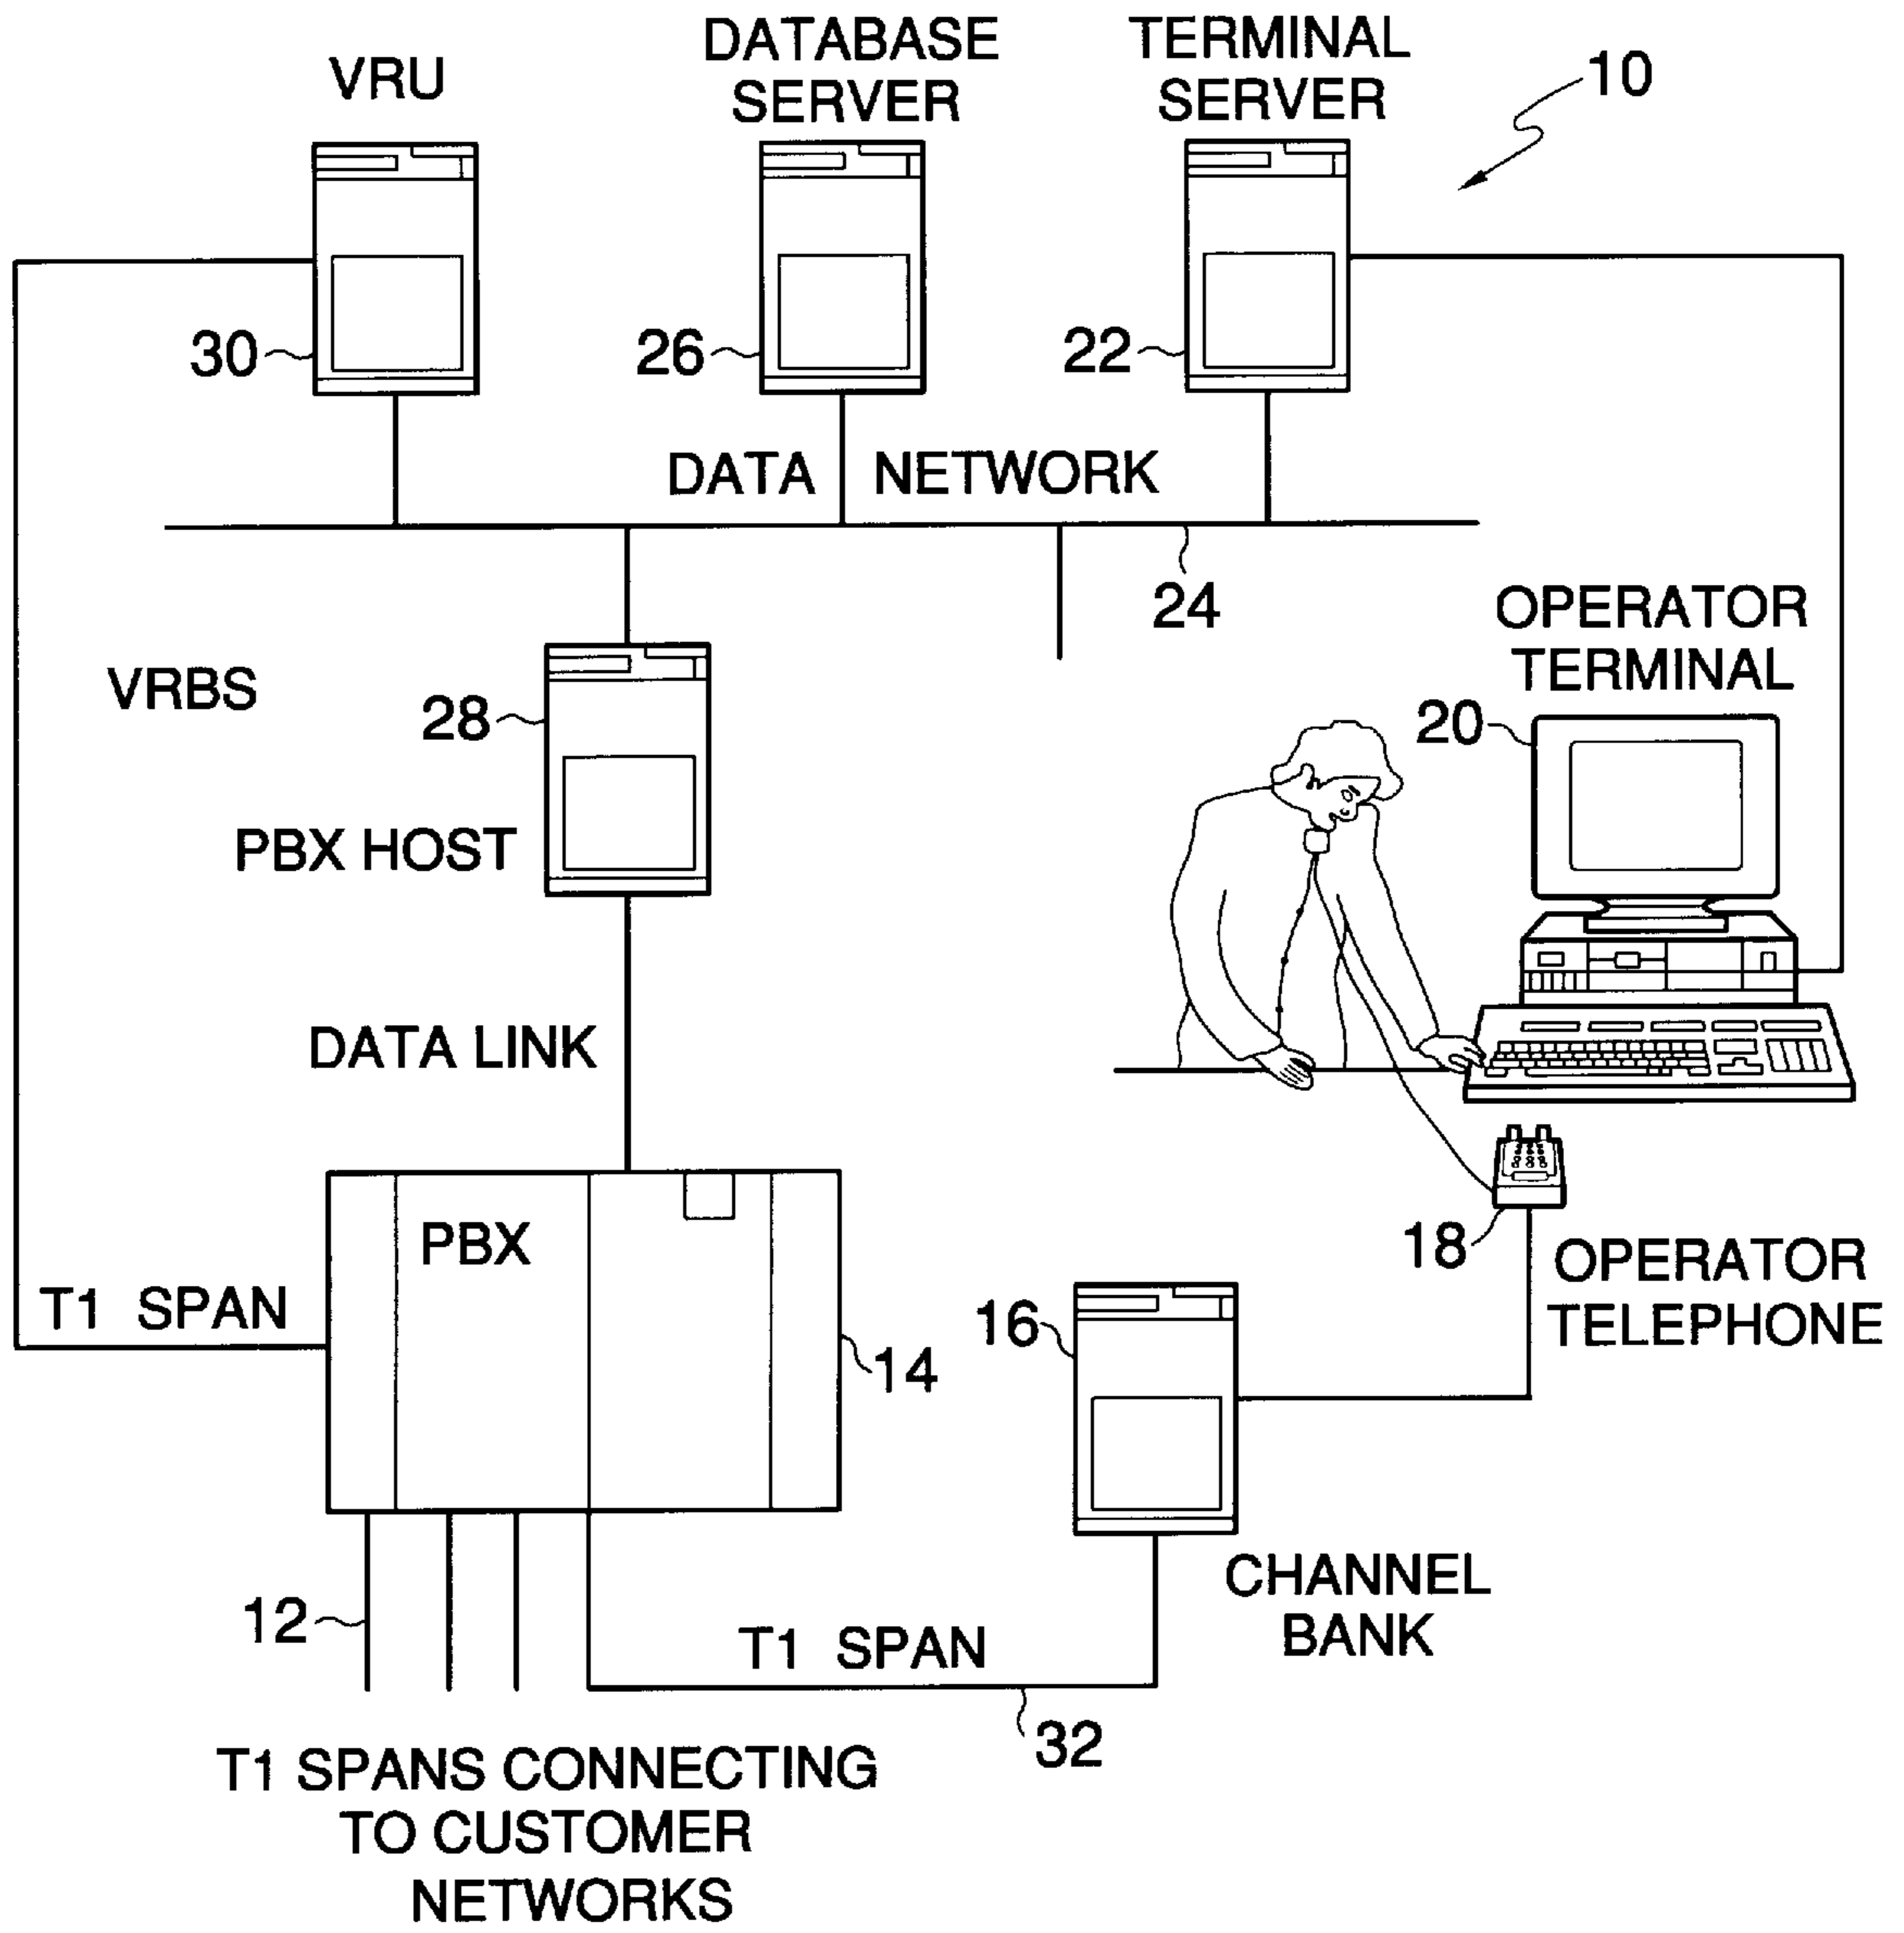 VRU
DATABASE
SERVER
TERMINAL
SERVER
10
30
26
22
DATA NETWORK
24
OPERATOR
TERMINAL
VRBS
28
20
PBX HOST
DATA LINK
PBX
18
OPERATOR
TELEPHONE
T1 SPAN
16
14
CHANNEL
BANK
12
T1 SPAN
32
T1 SPANS CONNECTING
TO CUSTOMER
NETWORKS